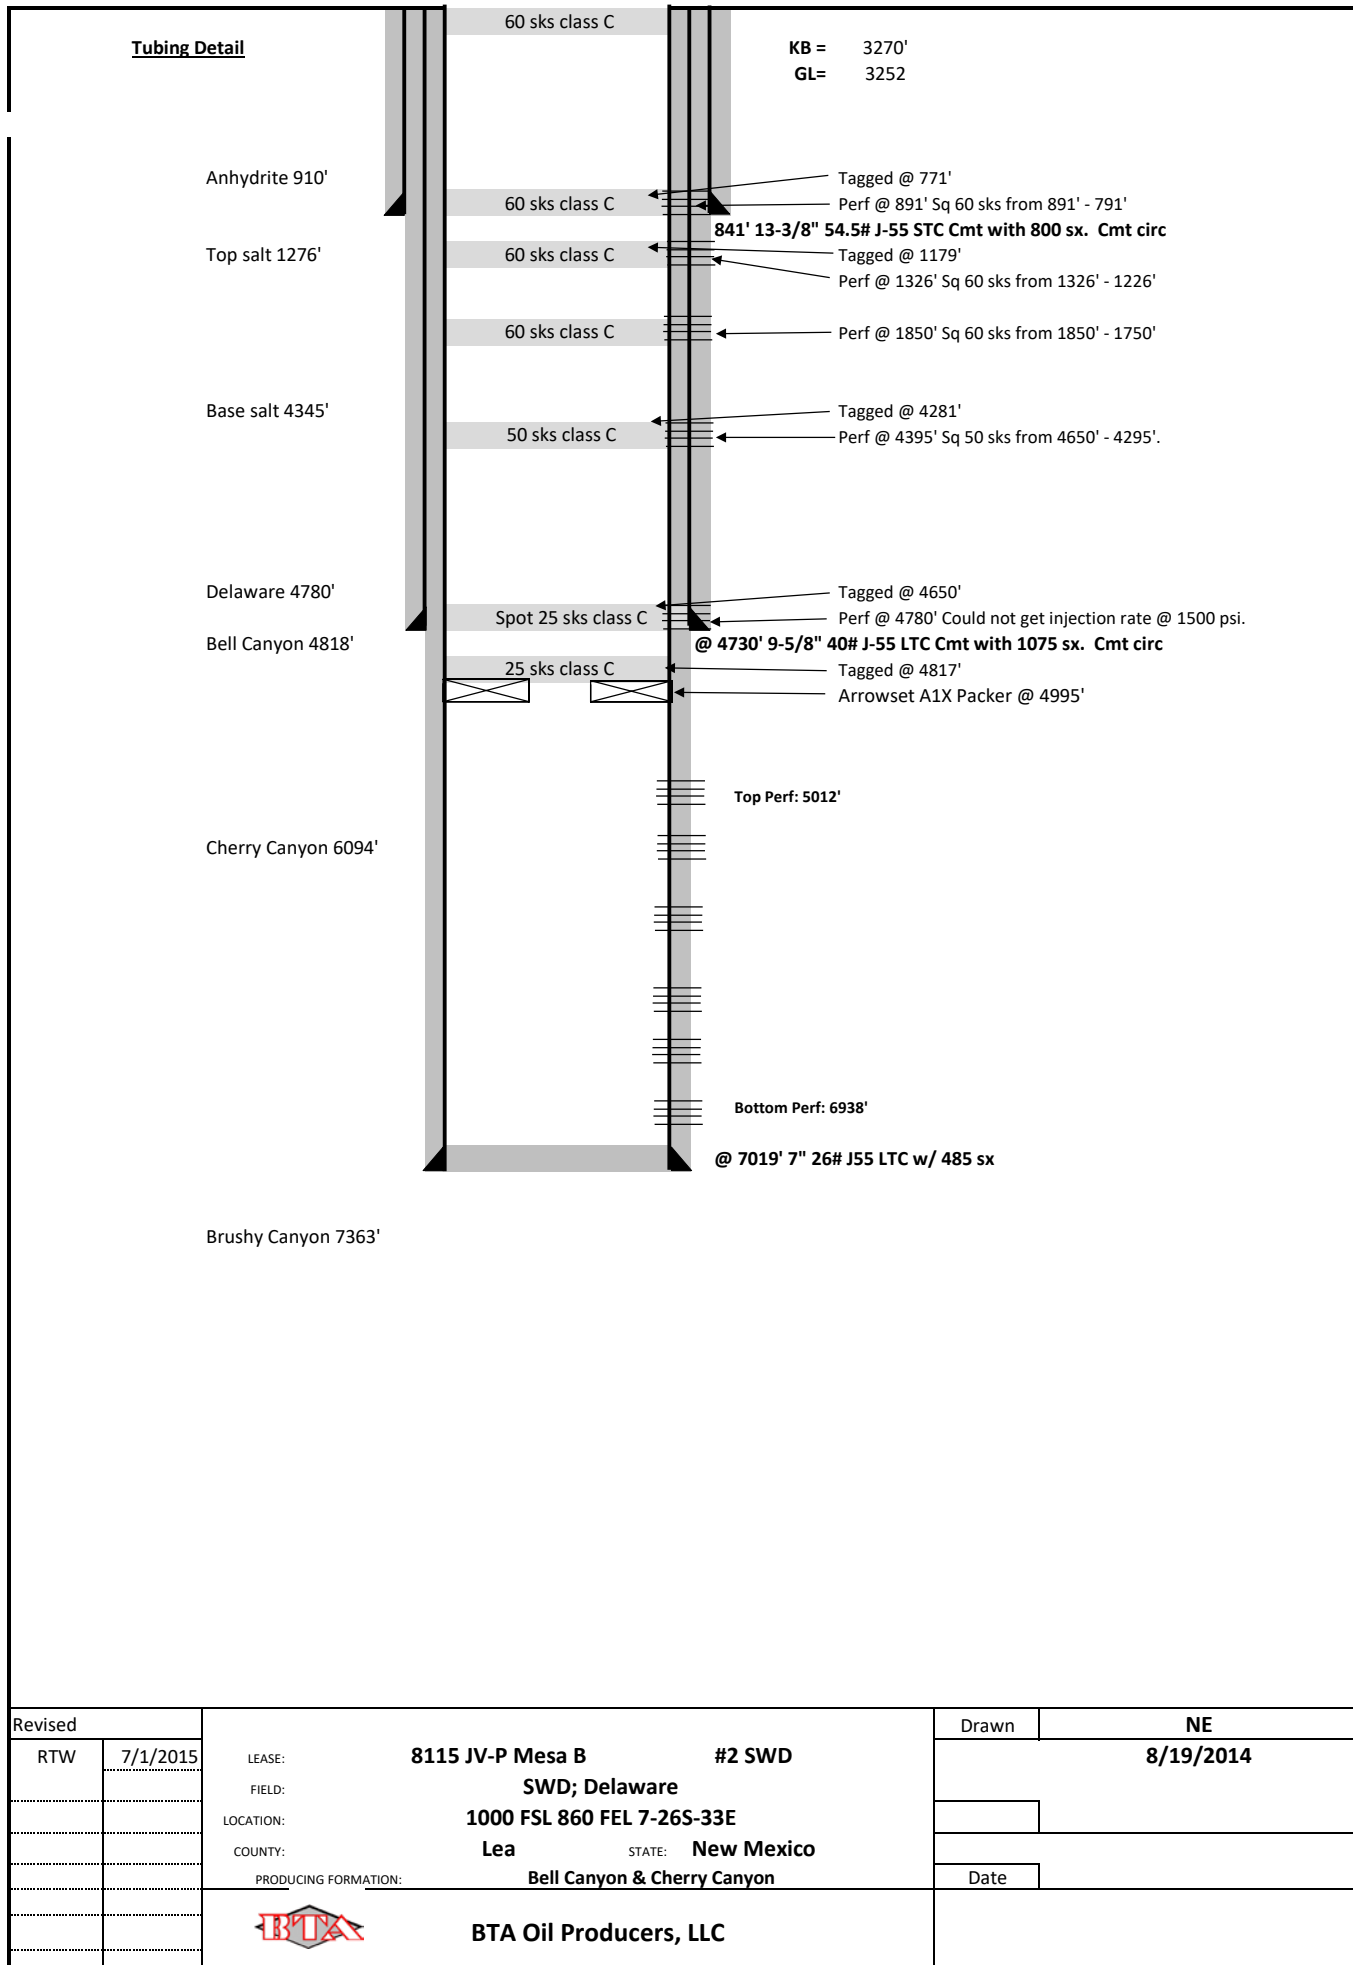 60 sks class C
Tubing Detail
KB = 3270'
GL= 3252
Anhydrite 910'
Tagged @ 771'
60 sks class C
Perf @ 891' Sq 60 sks from 891' - 791'
841' 13-3/8" 54.5# J-55 STC Cmt with 800 sx. Cmt circ
Top salt 1276'
60 sks class C
Tagged @ 1179'
Perf @ 1326' Sq 60 sks from 1326' - 1226'
60 sks class C
Perf @ 1850' Sq 60 sks from 1850' - 1750'
Base salt 4345'
Tagged @ 4281'
50 sks class C
Perf @ 4395' Sq 50 sks from 4650' - 4295'.
Delaware 4780'
Tagged @ 4650'
Spot 25 sks class C
Perf @ 4780' Could not get injection rate @ 1500 psi.
Bell Canyon 4818'
@ 4730' 9-5/8" 40# J-55 LTC Cmt with 1075 sx. Cmt circ
25 sks class C
Tagged @ 4817'
Arrowset A1X Packer @ 4995'
Top Perf: 5012'
Cherry Canyon 6094'
Bottom Perf: 6938'
@ 7019' 7" 26# J55 LTC w/ 485 sx
Brushy Canyon 7363'
Revised
Drawn NE
RTW 7/1/2015
LEASE: 8115 JV-P Mesa B #2 SWD
8/19/2014
FIELD: SWD; Delaware
LOCATION: 1000 FSL 860 FEL 7-26S-33E
COUNTY: Lea STATE: New Mexico
PRODUCING FORMATION: Bell Canyon & Cherry Canyon
Date
BTA
BTA Oil Producers, LLC